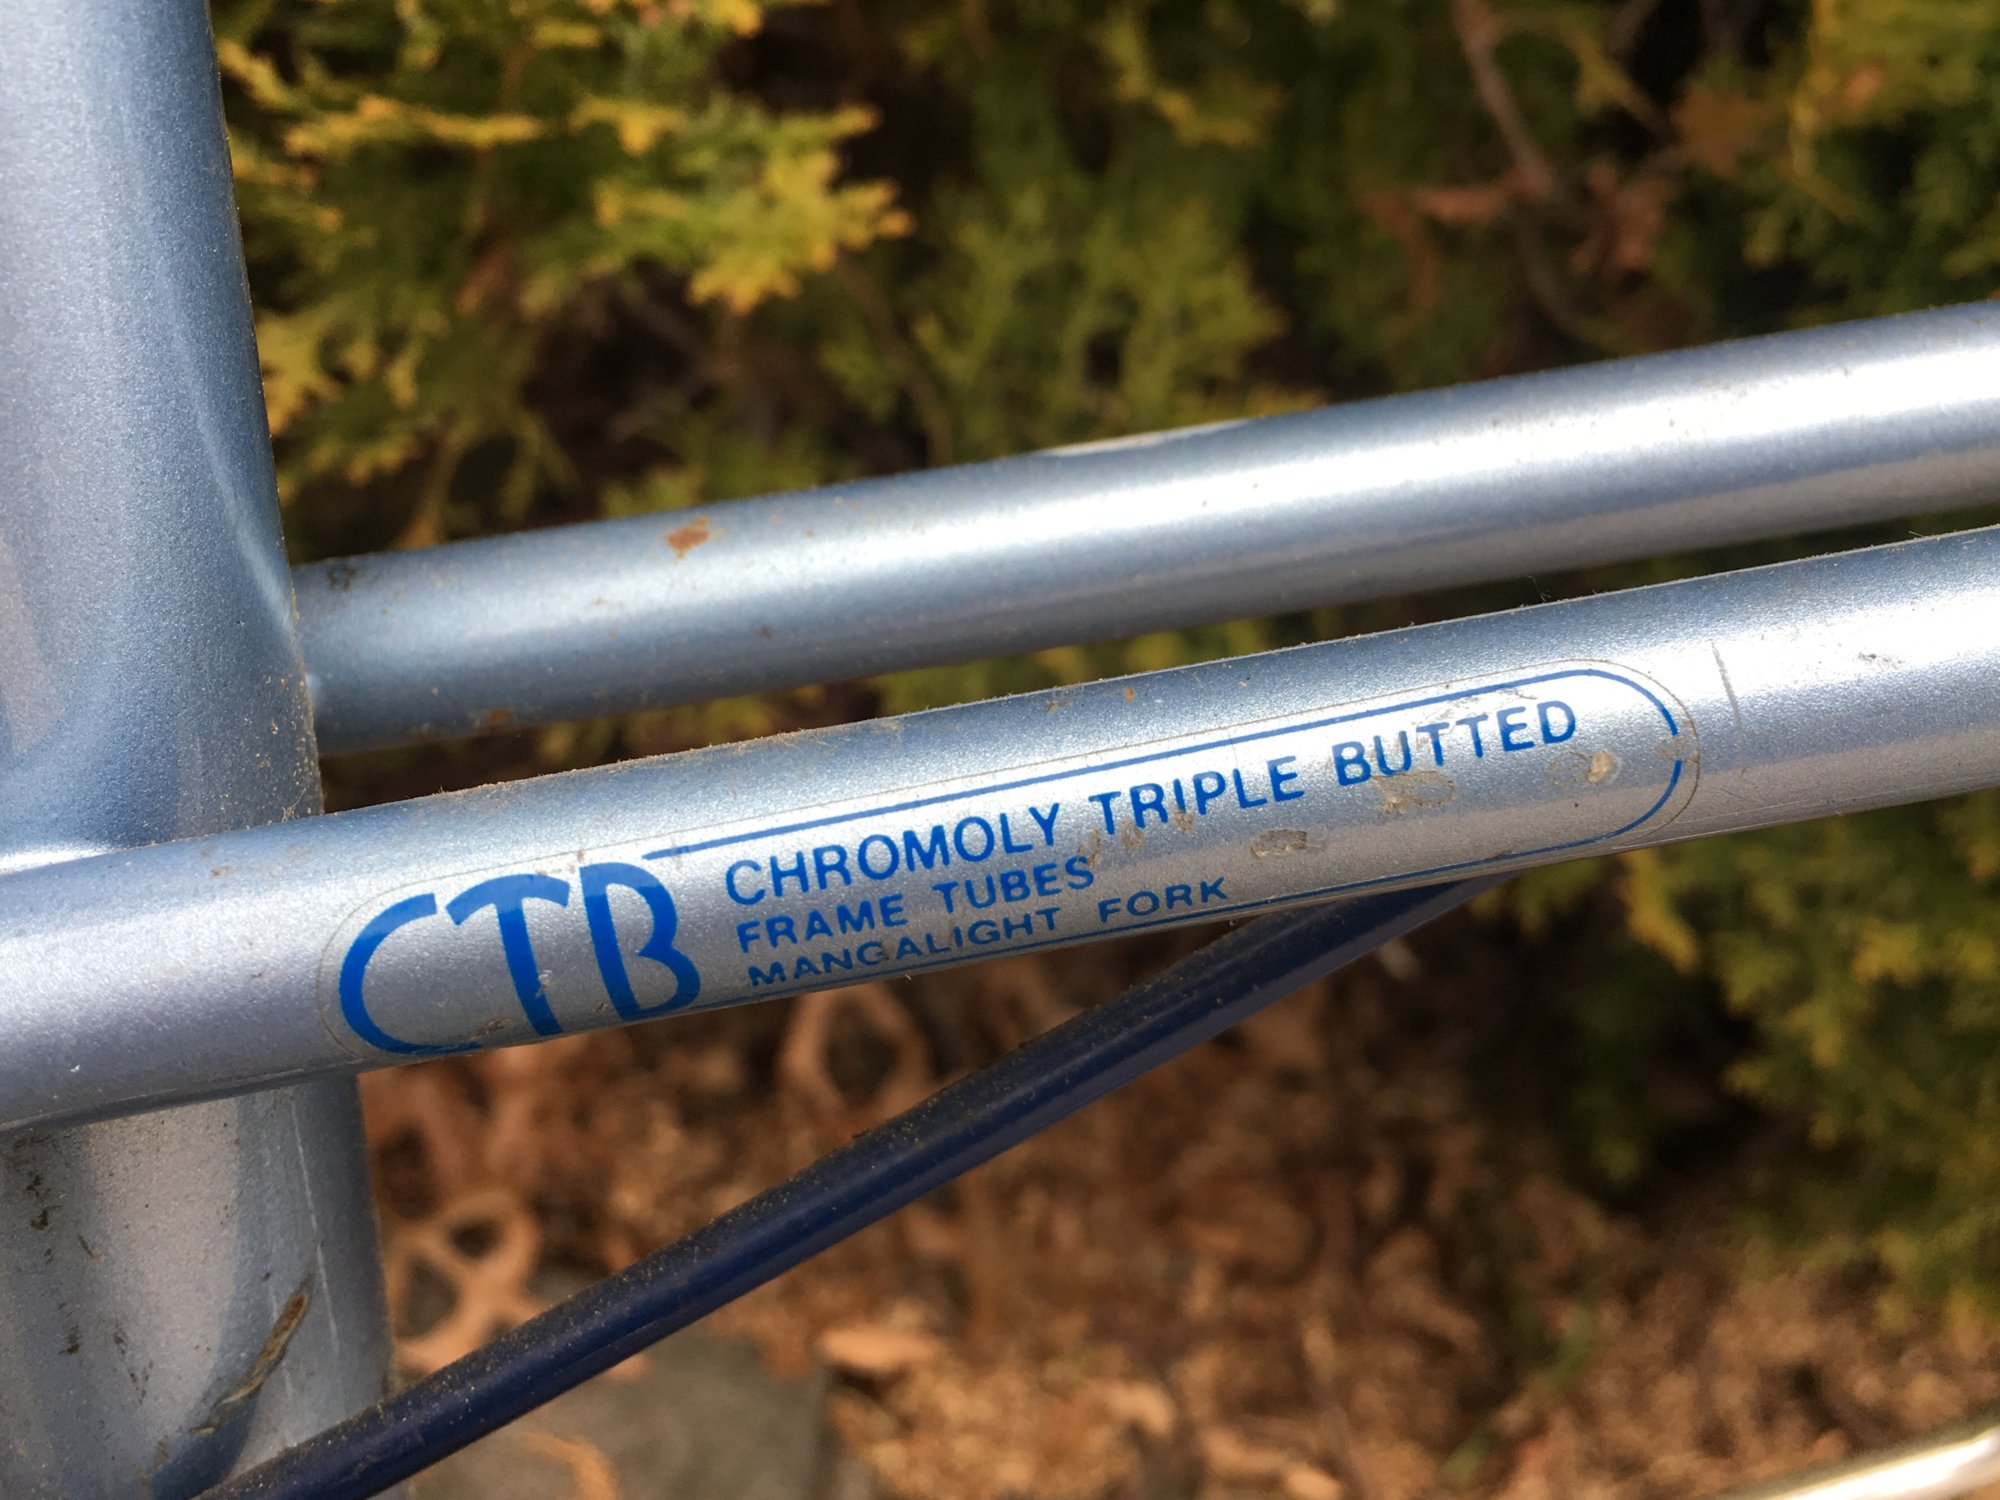 CTB
CHROMOLY TRIPLE BUTTED
FRAME TUBES
MANGALIGHT FORK